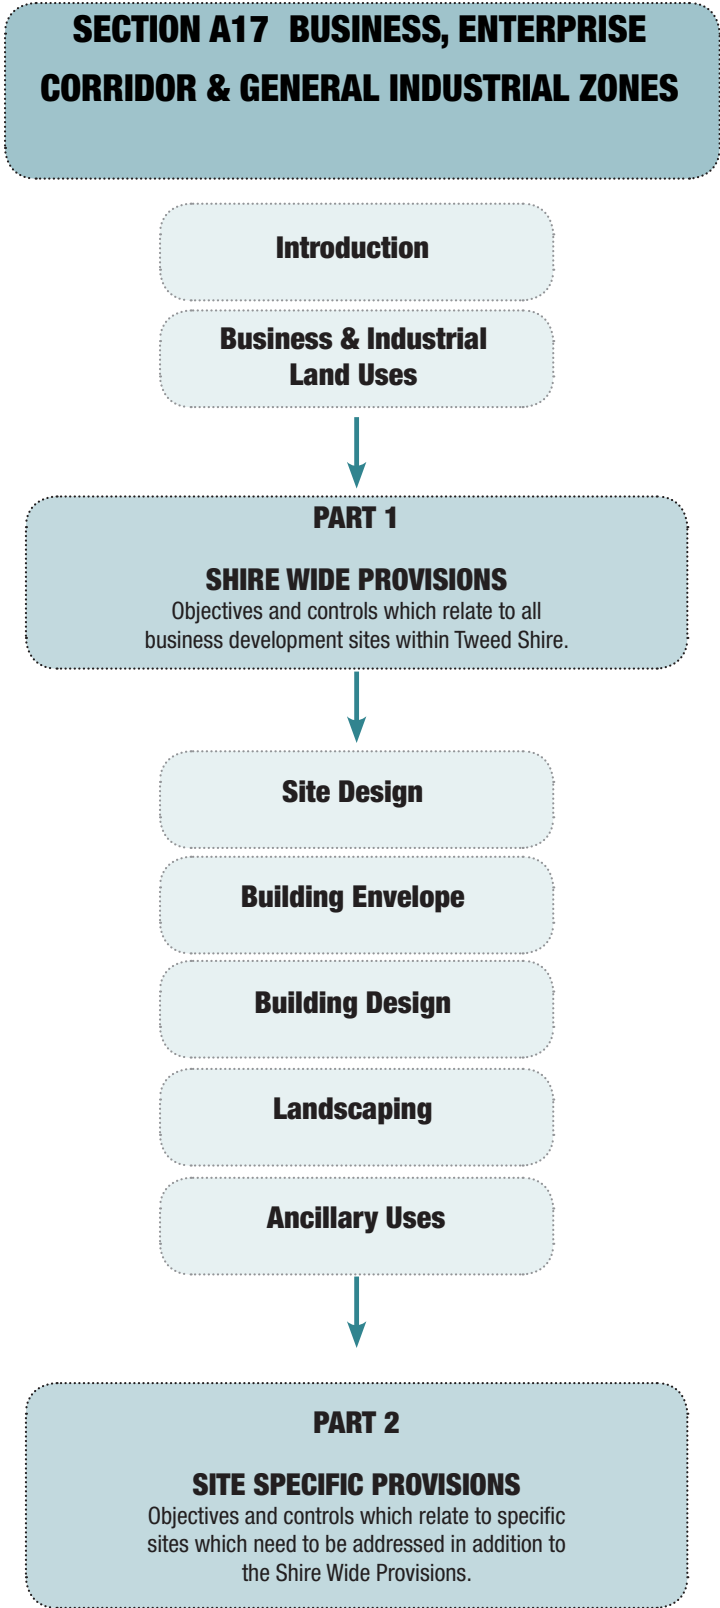 SECTION A17 BUSINESS, ENTERPRISE
CORRIDOR & GENERAL INDUSTRIAL ZONES
Introduction
Business & Industrial
Land Uses
PART 1
SHIRE WIDE PROVISIONS
Objectives and controls which relate to all
business development sites within Tweed Shire.
Site Design
Building Envelope
Building Design
Landscaping
Ancillary Uses
PART 2
SITE SPECIFIC PROVISIONS
Objectives and controls which relate to specific
sites which need to be addressed in addition to
the Shire Wide Provisions.